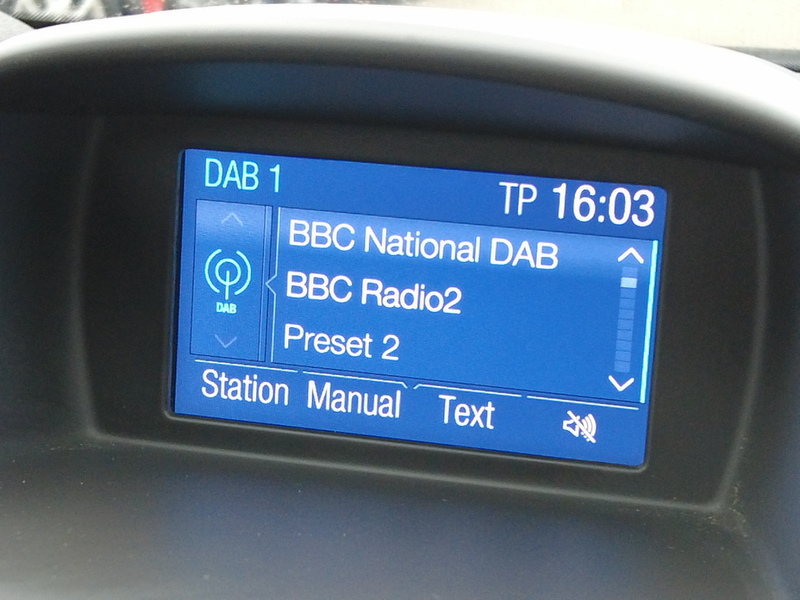 DAB 1
TP 16:03
BBC National DAB
BBC Radio2
DAB
Preset 2
Station Manual Text